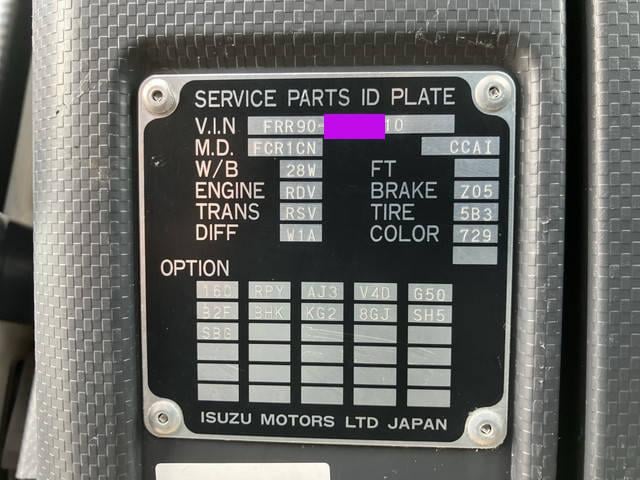 SERVICE PARTS ID PLATE
V.I.N FRR90- 10
M.D. FCR1CN CCAI
W/B 28W FT
ENGINE RDV BRAKE Z05
TRANS RSV TIRE 5B3
DIFF W1A COLOR 729
OPTION
16D RPY AJ3 V4D G50
B2F BHK KG2 8GJ SH5
SBG
ISUZU MOTORS LTD JAPAN